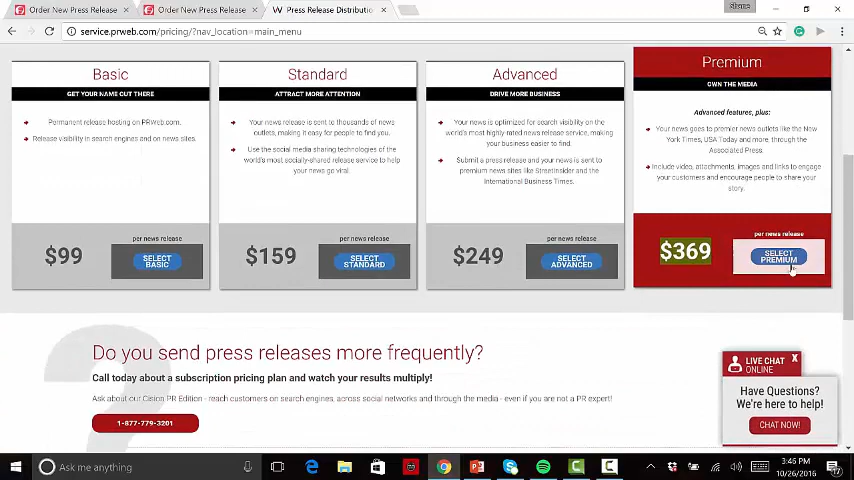 Share
Order New Press Release
Order New Press Release
Press Release Distributio
service.prweb.com/pricing/?nav_location=main_menu
Basic
GET YOUR NAME OUT THERE
Permanent release hosting on PRWeb.com.
Release visibility in search engines and on news sites.
$99
per news release
SELECT
BASIC
Standard
ATTRACT MORE ATTENTION
Your news release is sent to thousands of news
outlets, making it easy for people to find you.
Use the social media sharing technologies of the
world's most socially-shared release service to help
your news go viral.
$159
per news release
SELECT
STANDARD
Advanced
DRIVE MORE BUSINESS
Your news is optimized for search visibility on the
world's most highly-rated news release service, making
your business easier to find.
Submit a press release and your news is sent to
premium news sites like StreetInsider and the
International Business Times.
$249
per news release
SELECT
ADVANCED
Premium
OWN THE MEDIA
Advanced features, plus:
Your news goes to premier news outlets like the New
York Times, USA Today and more, through the
Associated Press.
Include video, attachments, images and links to engage
your customers and encourage people to share your
story.
$369
per news release
SELECT
PREMIUM
?
Do you send press releases more frequently?
Call today about a subscription pricing plan and watch your results multiply!
Ask about our Cision PR Edition - reach customers on search engines, across social networks and through the media - even if you are not a PR expert!
1-877-779-3201
LIVE CHAT
ONLINE
X
Have Questions?
We're here to help!
CHAT NOW!
Ask me anything
3:46 PM
10/26/2016